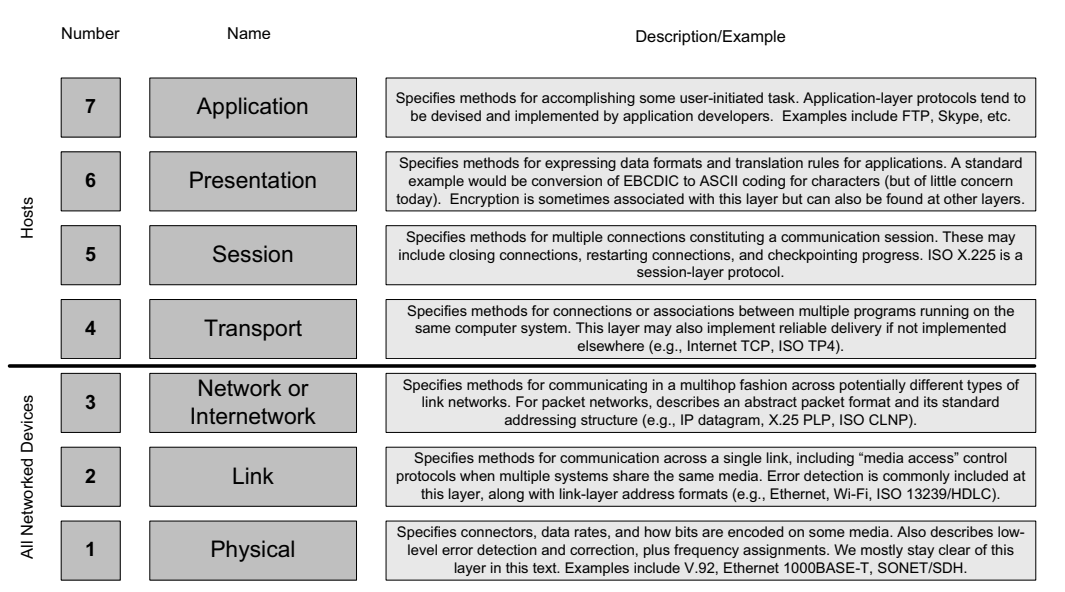 Number Name Description/Example
7 Application
Specifies methods for accomplishing some user-initiated task. Application-layer protocols tend to
be devised and implemented by application developers.  Examples include FTP, Skype, etc.
6 Presentation
Specifies methods for expressing data formats and translation rules for applications. A standard
example would be conversion of EBCDIC to ASCII coding for characters (but of little concern
today).  Encryption is sometimes associated with this layer but can also be found at other layers.
Hosts
5 Session
Specifies methods for multiple connections constituting a communication session. These may
include closing connections, restarting connections, and checkpointing progress. ISO X.225 is a
session-layer protocol.
4 Transport
Specifies methods for connections or associations between multiple programs running on the
same computer system. This layer may also implement reliable delivery if not implemented
elsewhere (e.g., Internet TCP, ISO TP4).
3 Network or
Internetwork
Specifies methods for communicating in a multihop fashion across potentially different types of
link networks. For packet networks, describes an abstract packet format and its standard
addressing structure (e.g., IP datagram, X.25 PLP, ISO CLNP).
All Networked Devices
2 Link
Specifies methods for communication across a single link, including “media access” control
protocols when multiple systems share the same media. Error detection is commonly included at
this layer, along with link-layer address formats (e.g., Ethernet, Wi-Fi, ISO 13239/HDLC).
1 Physical
Specifies connectors, data rates, and how bits are encoded on some media. Also describes low-
level error detection and correction, plus frequency assignments. We mostly stay clear of this
layer in this text. Examples include V.92, Ethernet 1000BASE-T, SONET/SDH.